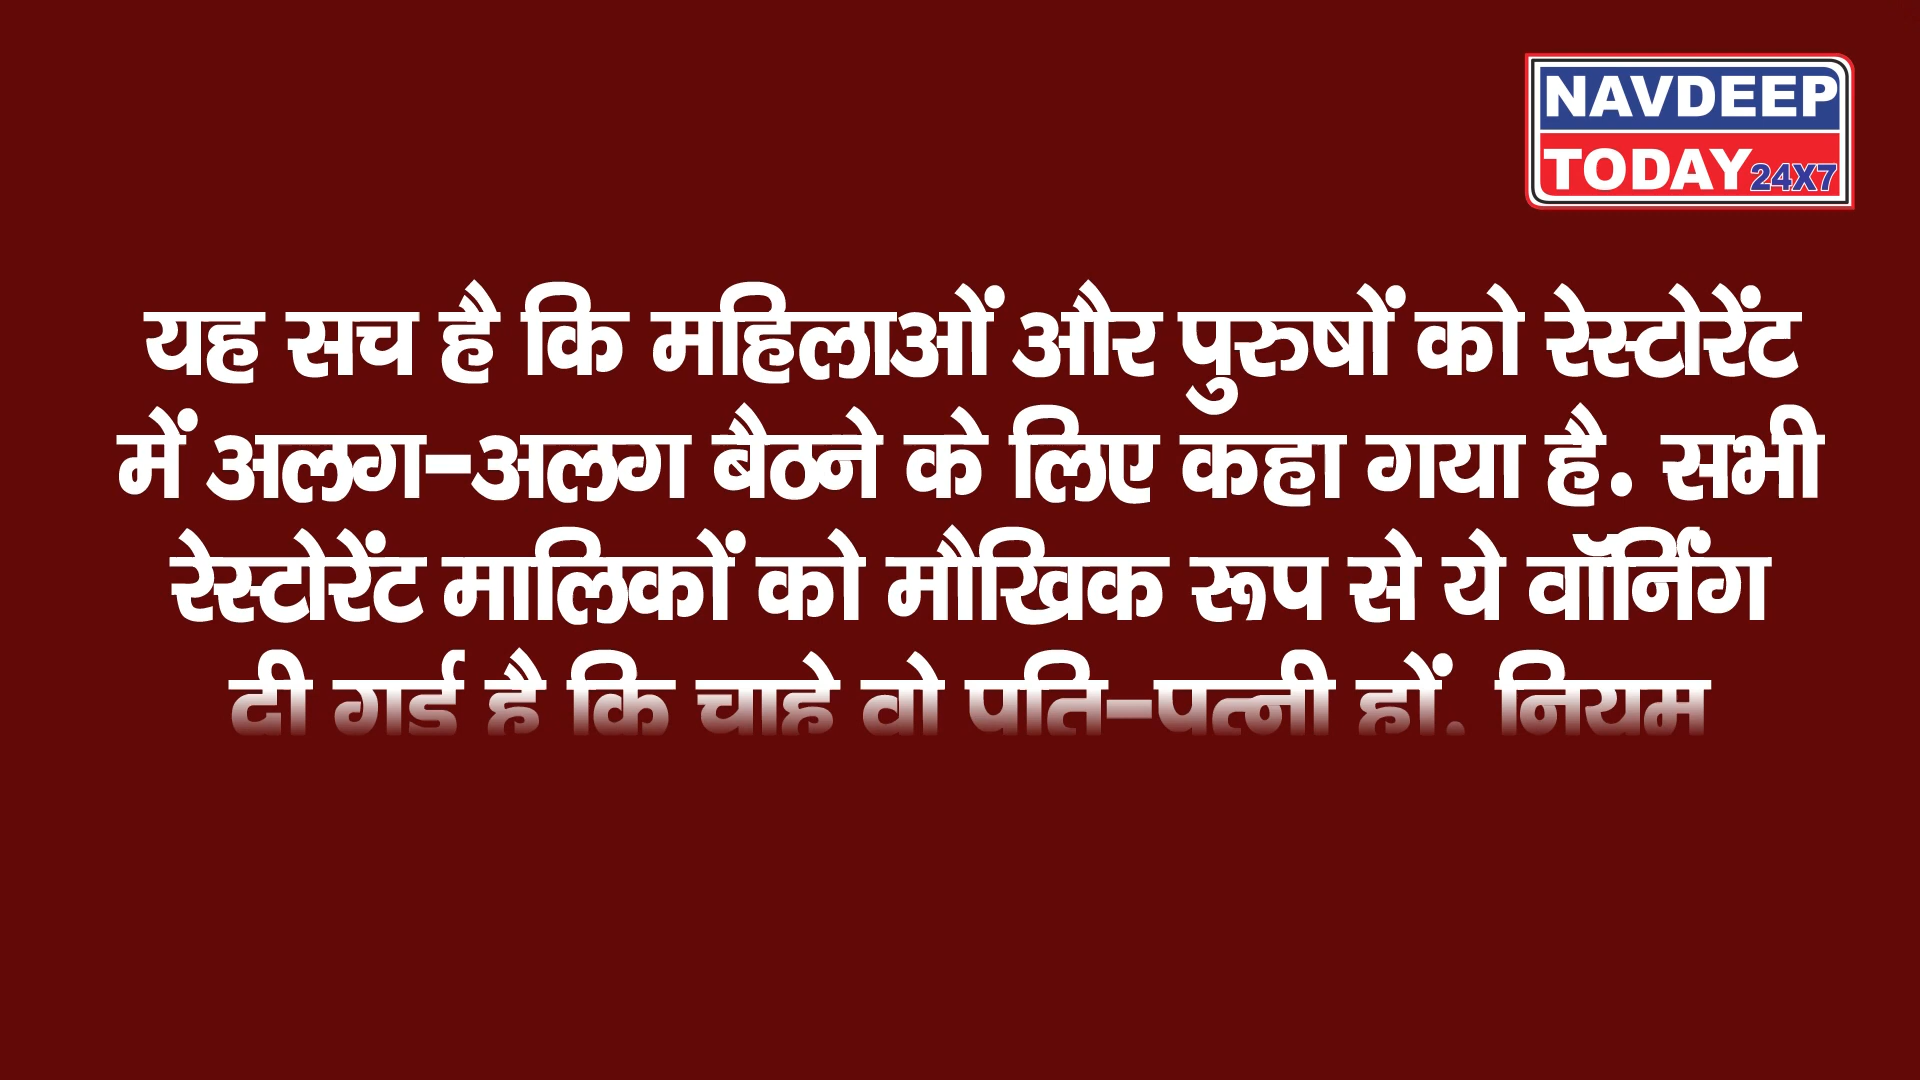 NAVDEEP
TODAY 24X7
यह सच है कि महिलाओं और पुरुषों को रेस्टोरेंट
में अलग-अलग बैठने के लिए कहा गया है. सभी
रेस्टोरेंट मालिकों को मौखिक रूप से ये वॉर्निंग
दी गई है कि चाहे वो पति-पत्नी हों, नियम